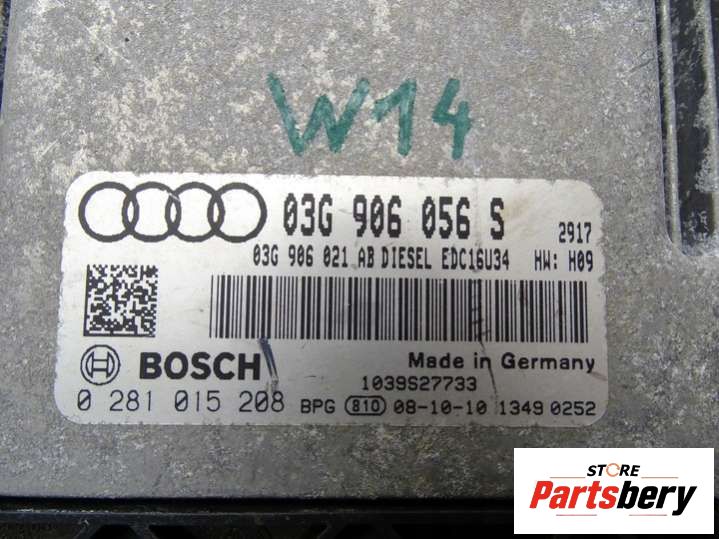 W14
03G 906 056 S 2917
03G 906 021 AB DIESEL EDC16U34 HW: H09
BOSCH Made in Germany
1039S27733
0 281 015 208 BPG 810 08-10-10 1349 0252
STORE
Partsbery